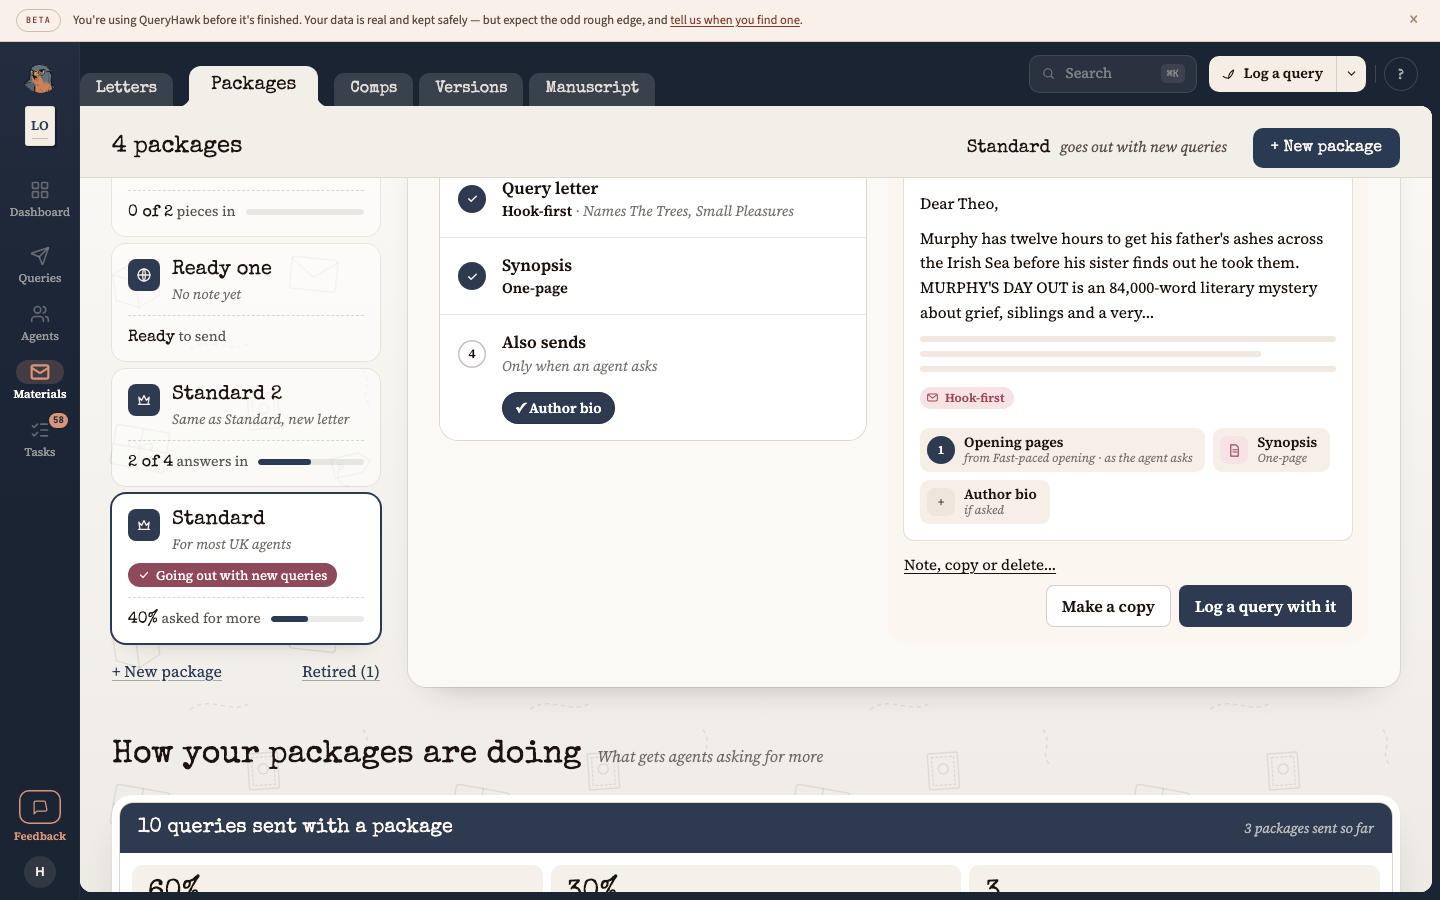 BETA You're using QueryHawk before it's finished. Your data is real and kept safely — but expect the odd rough edge, and tell us when you find one. ×
LO
Letters Packages Comps Versions Manuscript
Search ⌘K
Log a query
?
Dashboard
Queries
Agents
Materials
58
Tasks
Feedback
H
4 packages
Standard goes out with new queries
+ New package
0 of 2 pieces in
Ready one
No note yet
Ready to send
Standard 2
Same as Standard, new letter
2 of 4 answers in
Standard
For most UK agents
✓ Going out with new queries
40% asked for more
+ New package
Retired (1)
Query letter
Hook-first · Names The Trees, Small Pleasures
Synopsis
One-page
4
Also sends
Only when an agent asks
✓ Author bio
Dear Theo,
Murphy has twelve hours to get his father's ashes across
the Irish Sea before his sister finds out he took them.
MURPHY'S DAY OUT is an 84,000-word literary mystery
about grief, siblings and a very...
Hook-first
1
Opening pages
from Fast-paced opening · as the agent asks
Synopsis
One-page
+
Author bio
if asked
Note, copy or delete...
Make a copy
Log a query with it
How your packages are doing What gets agents asking for more
10 queries sent with a package
3 packages sent so far
60%
30%
3